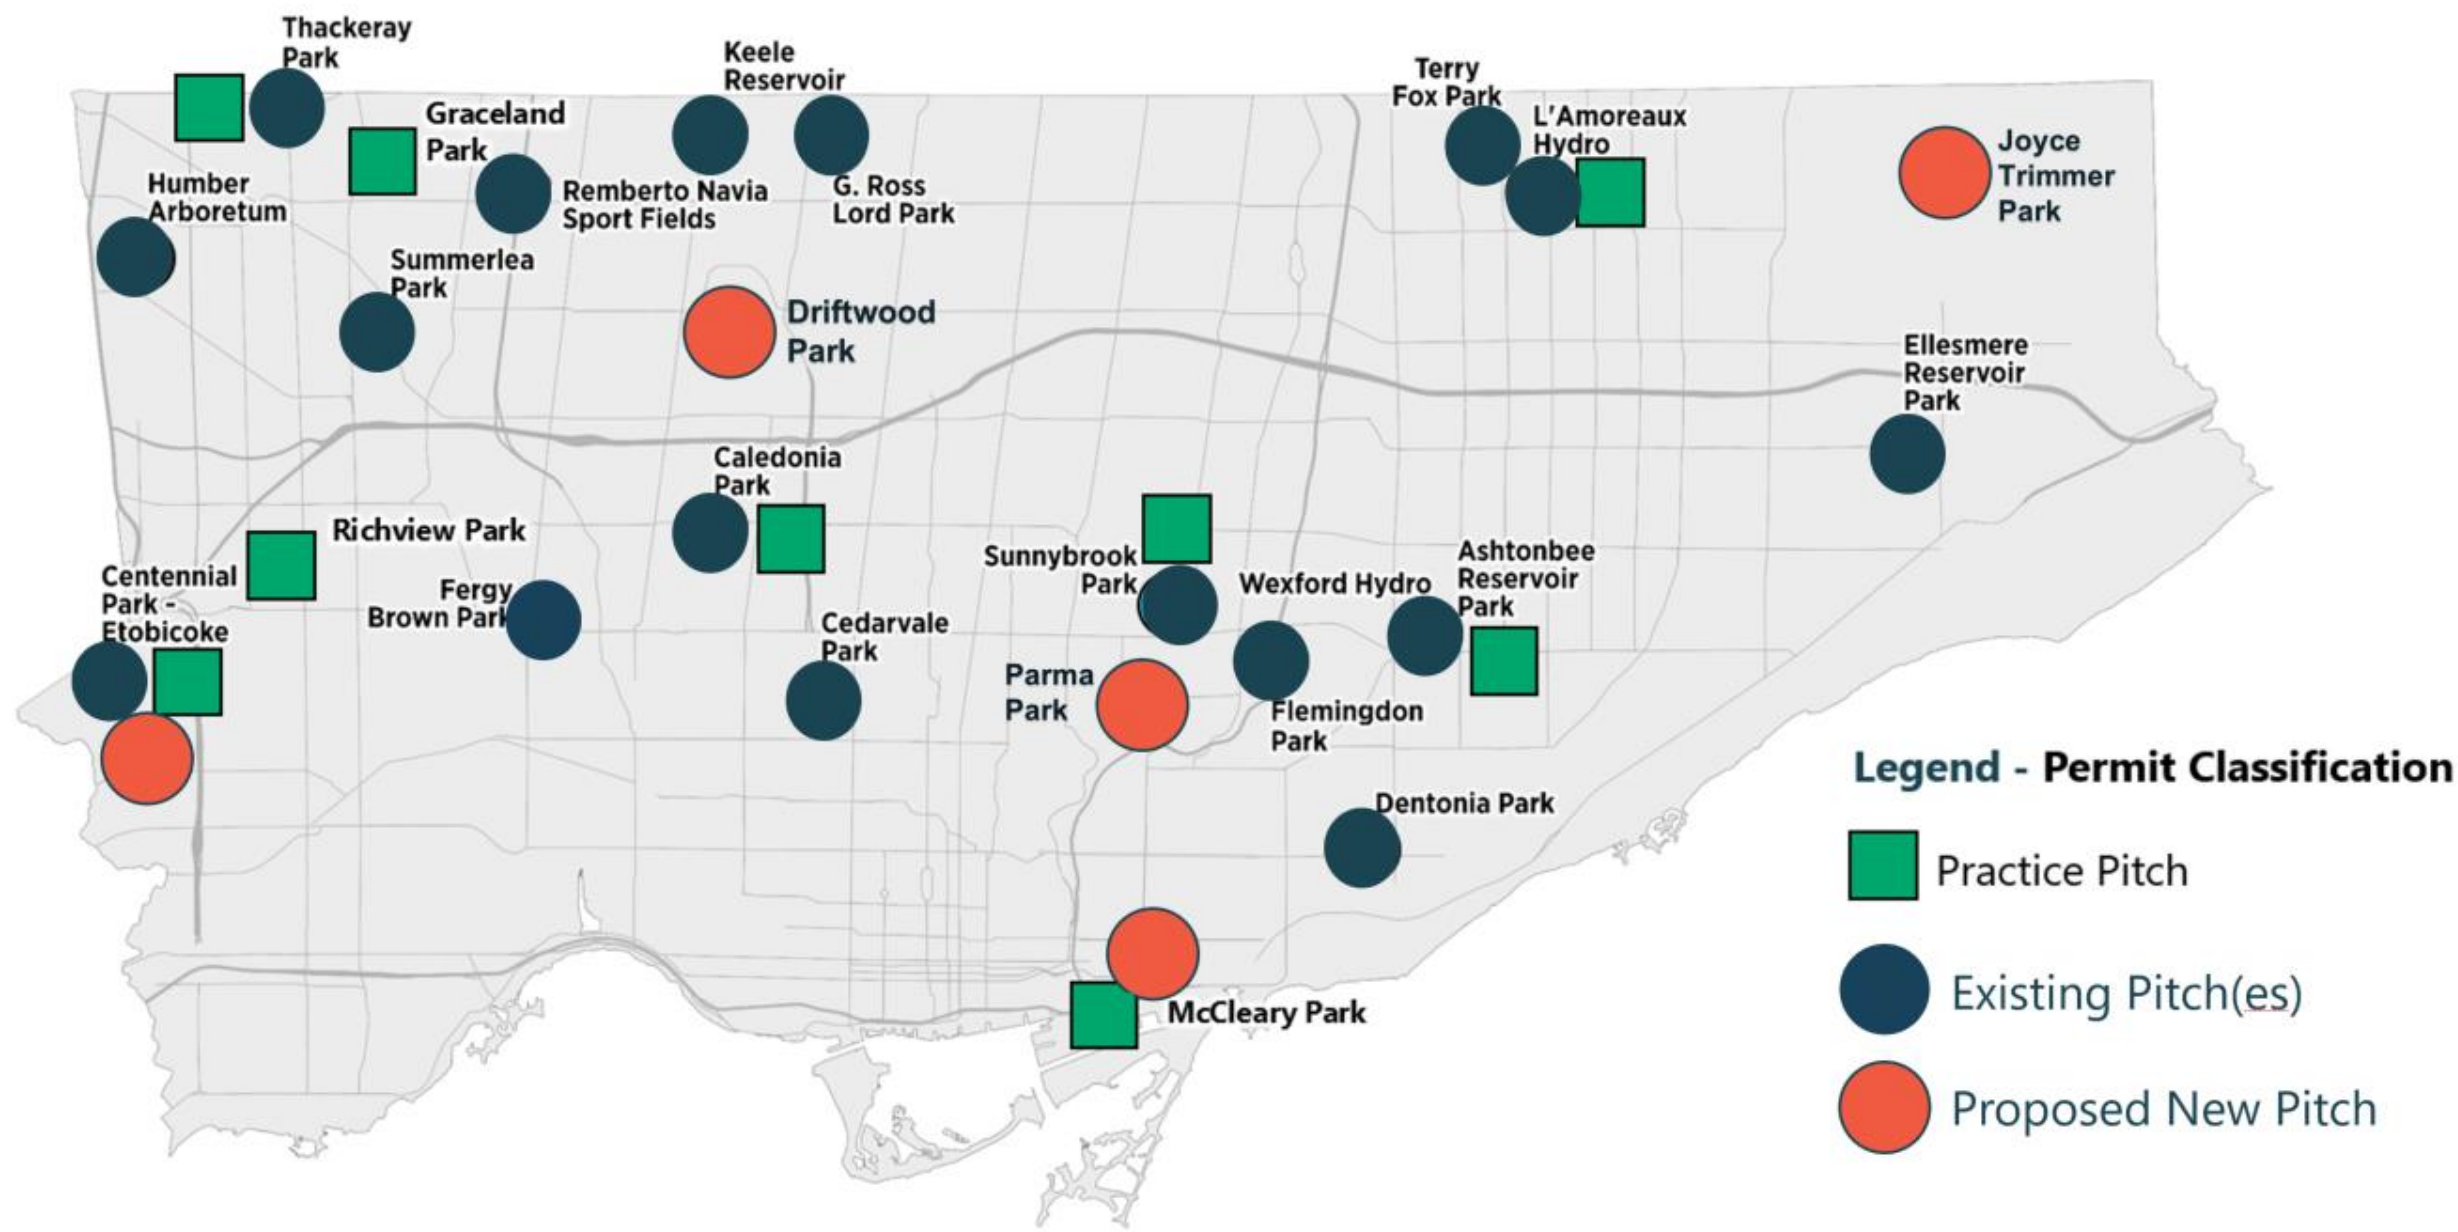 Thackeray
Park
Keele
Reservoir
Terry
Fox Park
Graceland
Park
L'Amoreaux
Hydro
Joyce
Trimmer
Park
Humber
Arboretum
Remberto Navia
Sport Fields
G. Ross
Lord Park
Summerlea
Park
Driftwood
Park
Ellesmere
Reservoir
Park
Caledonia
Park
Richview Park
Sunnybrook
Park
Wexford Hydro
Ashtonbee
Reservoir
Park
Centennial
Park -
Etobicoke
Fergy
Brown Park
Cedarvale
Park
Parma
Park
Flemingdon
Park
Dentonia Park
McCleary Park
Legend - Permit Classification
Practice Pitch
Existing Pitch(es)
Proposed New Pitch